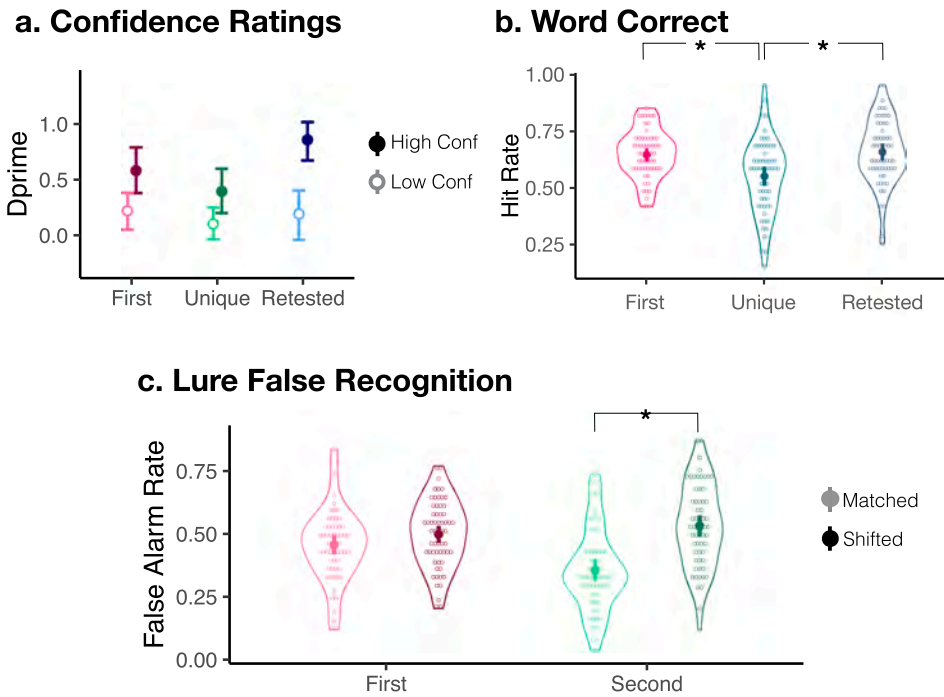 a. Confidence Ratings
Dprime
1.0
0.5
0.0
First Unique Retested
High Conf
Low Conf
b. Word Correct
* *
Hit Rate
1.00
0.75
0.50
0.25
First Unique Retested
c. Lure False Recognition
*
False Alarm Rate
0.75
0.50
0.25
0.00
First Second
Matched
Shifted